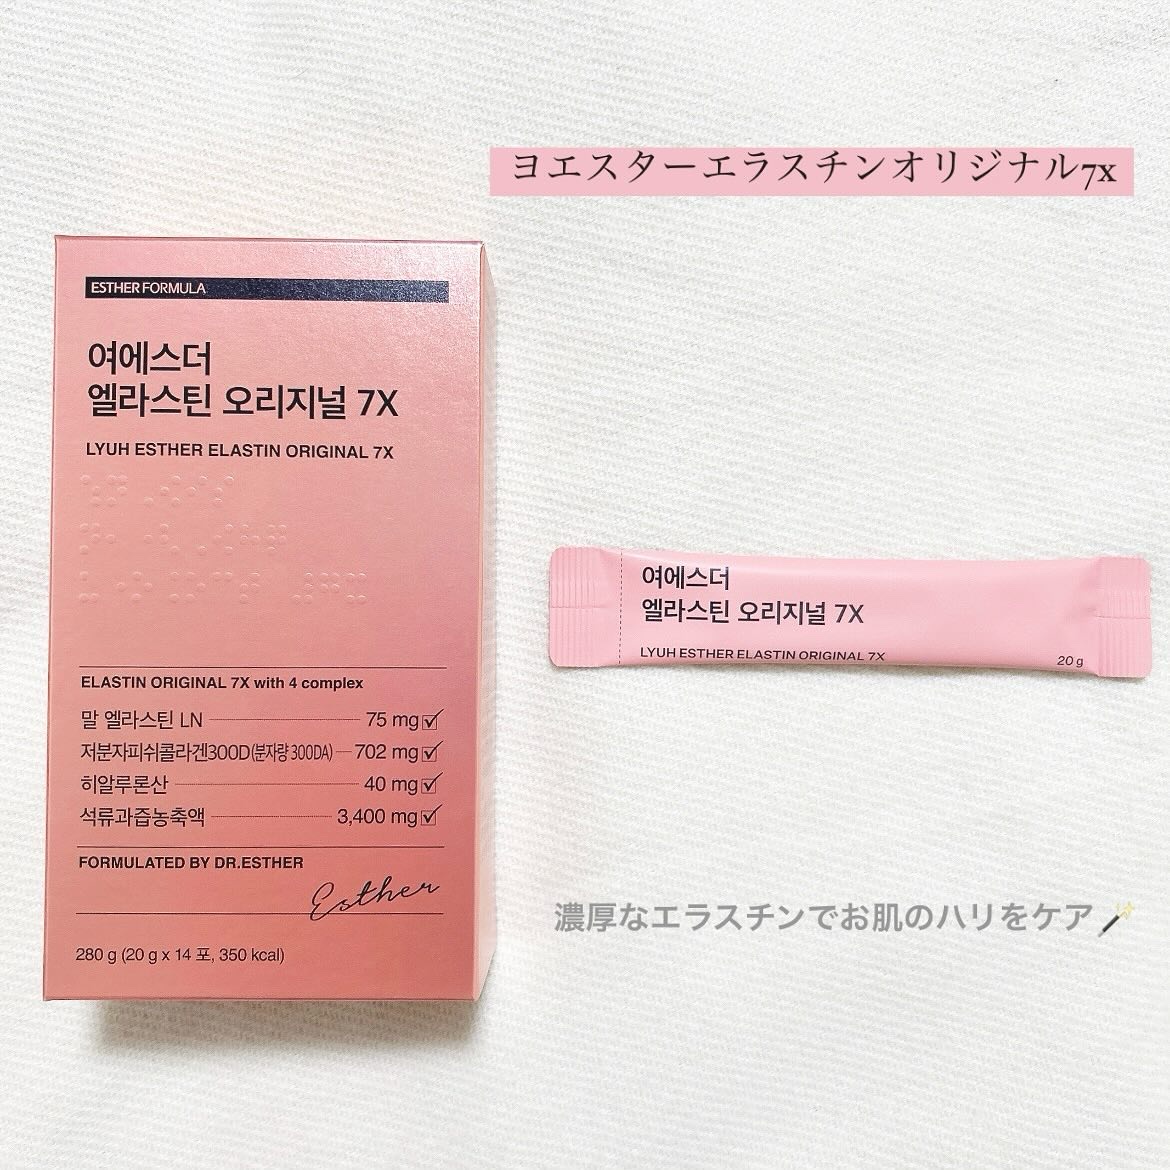 ヨエスターエラスチンオリジナル7x
ESTHER FORMULA
여에스더
엘라스틴 오리지널 7X
LYUH ESTHER ELASTIN ORIGINAL 7X
ELASTIN ORIGINAL 7X with 4 complex
말 엘라스틴 LN 75 mg
저분자피쉬콜라겐300D(분자량 300DA) 702 mg
히알루론산 40 mg
석류과즙농축액 3,400 mg
FORMULATED BY DR.ESTHER
Esther
280 g (20 g x 14 포, 350 kcal)
여에스더
엘라스틴 오리지널 7X
LYUH ESTHER ELASTIN ORIGINAL 7X
20 g
濃厚なエラスチンでお肌のハリをケア